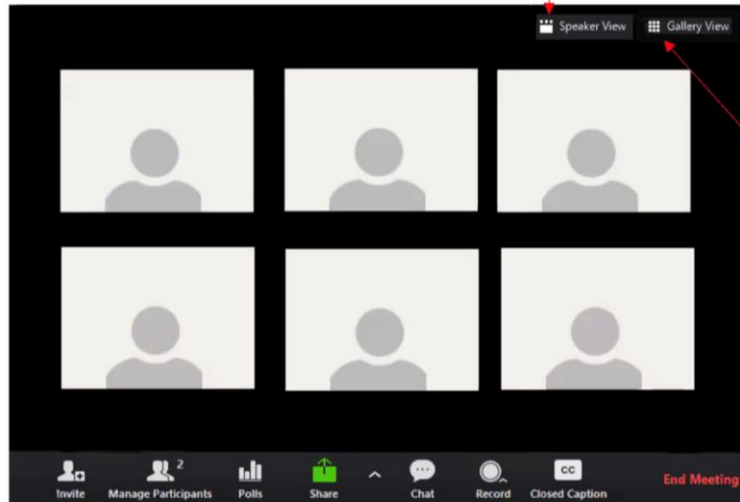 Speaker View Gallery View
2
Invite Manage Participants Polls Share Chat Record CC Closed Caption End Meeting